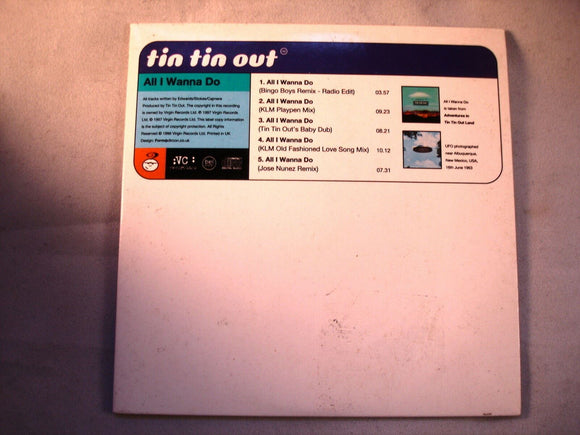 tin tin out
All I Wanna Do
All tracks written by Edwards/Stokes/Capners
Produced by Tin Tin Out. The copyright in this recording
is owned by Virgin Records Ltd. ℗ 1997 Virgin Records
Ltd. © 1997 Virgin Records Ltd. This label copy information
is the subject of copyright protection. All Rights
Reserved. © 1998 Virgin Records Ltd. Printed in UK
:VC:
1. All I Wanna Do
(Bingo Boys Remix - Radio Edit) 03.57
2. All I Wanna Do
(KLM Playpen Mix) 09.23
3. All I Wanna Do
(Tin Tin Out's Baby Dub) 08.21
4. All I Wanna Do
(KLM Old Fashioned Love Song Mix) 10.12
5. All I Wanna Do
(Jose Nunez Remix) 07.31
All I Wanna Do
is taken from
Adventures in
Tin Tin Out Land
UFO photographed
near Albuquerque,
New Mexico, USA,
16th June 1963